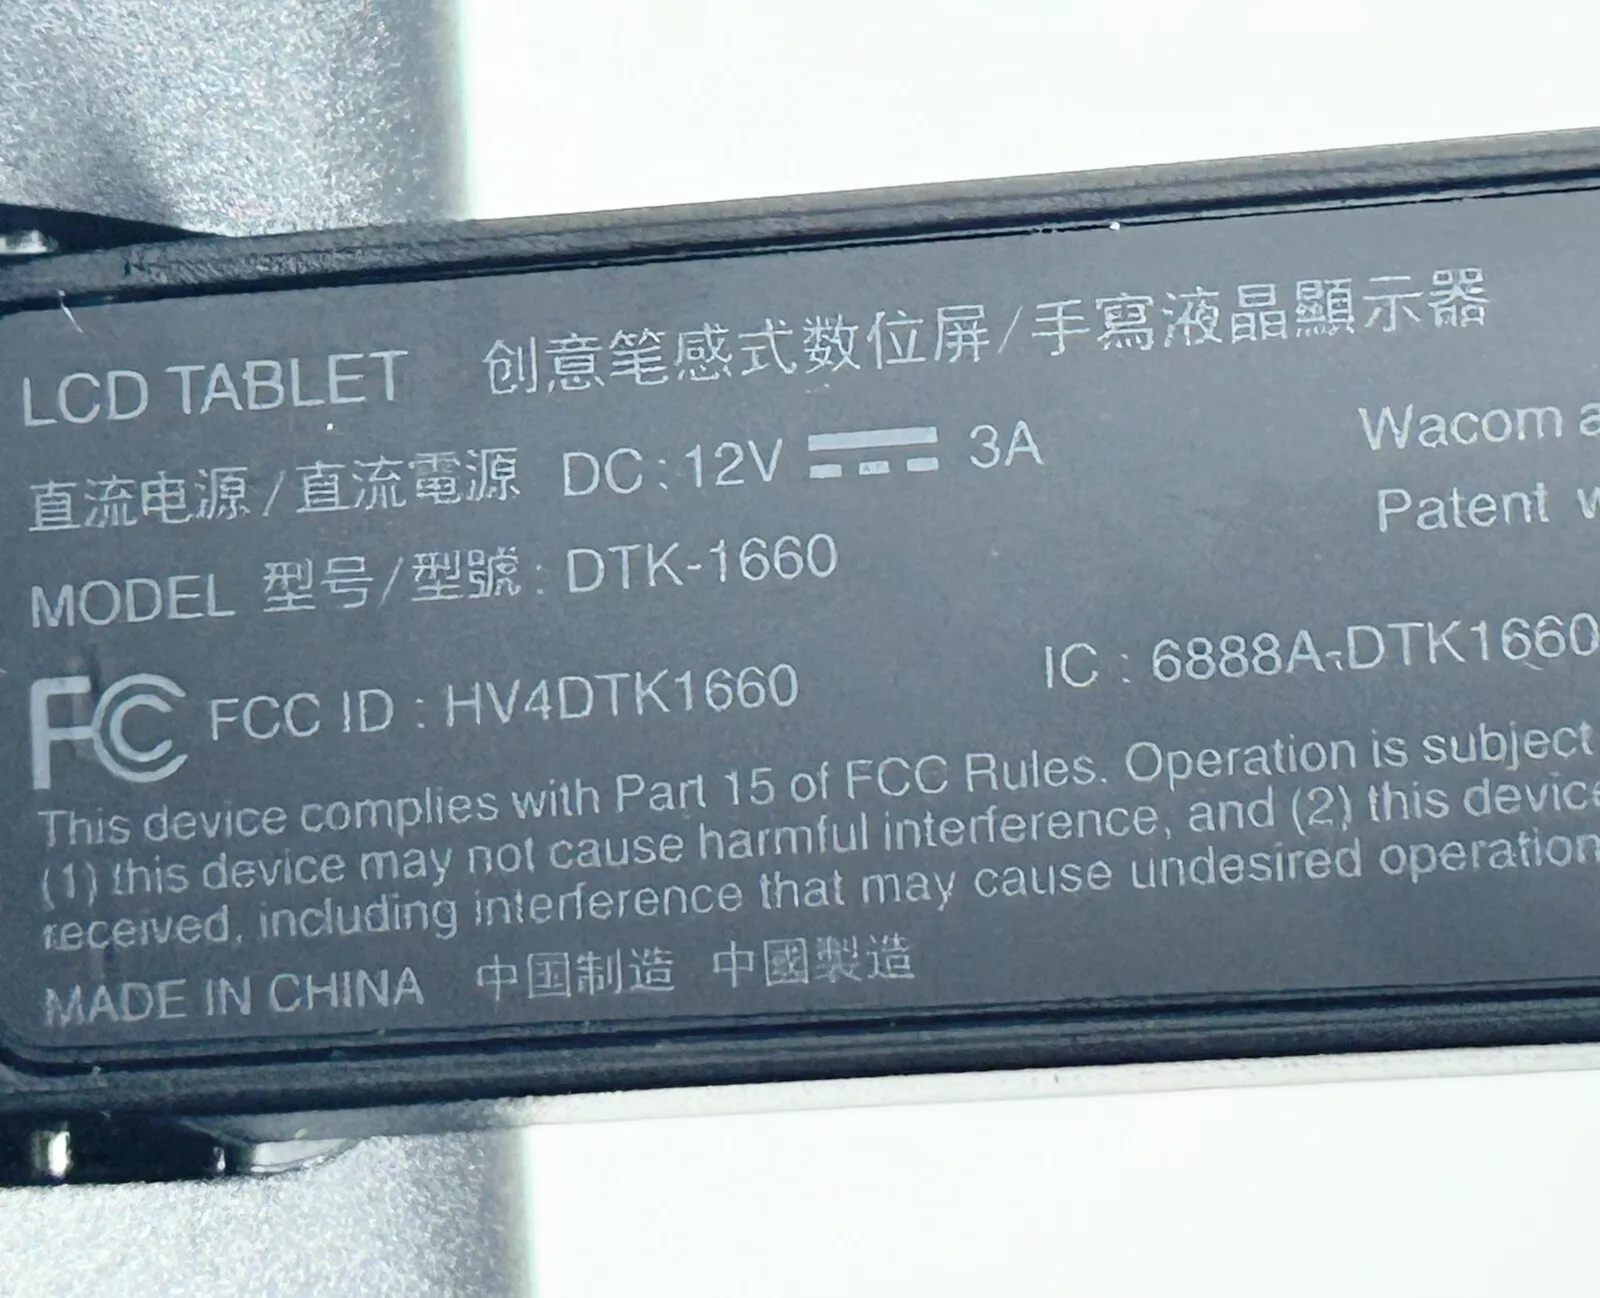 LCD TABLET 创意笔感式数位屏/手寫液晶顯示器
直流电源/直流電源 DC:12V 3A
Wacom a
MODEL 型号/型號: DTK-1660
Patent w
FC FCC ID : HV4DTK1660
IC : 6888A-DTK1660
This device complies with Part 15 of FCC Rules. Operation is subject
(1) this device may not cause harmful interference, and (2) this device
received, including interference that may cause undesired operation
MADE IN CHINA 中国制造 中國製造